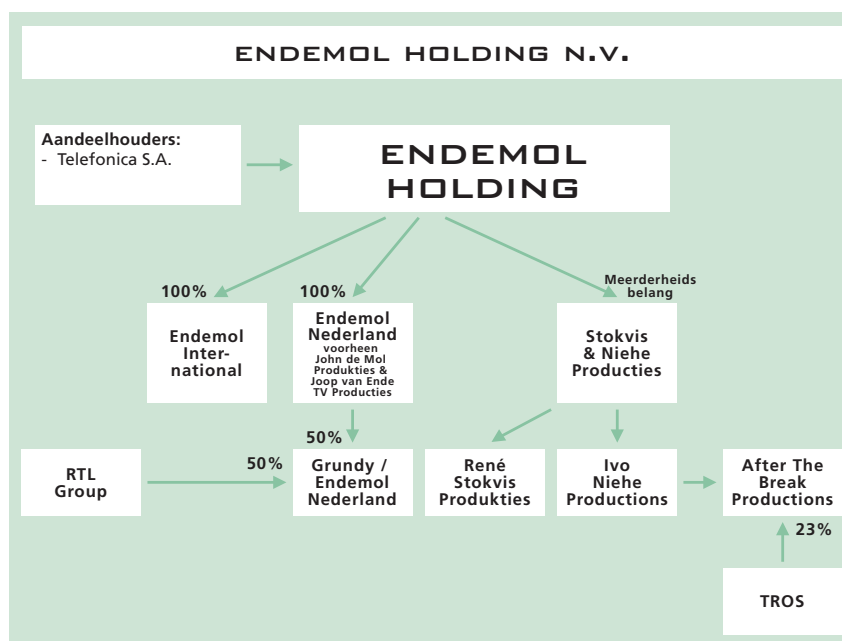 ENDEMOL HOLDING N.V.
Aandeelhouders:
- Telefonica S.A.
ENDEMOL
HOLDING
100%
100%
Meerderheids
belang
Endemol
Inter-
national
Endemol
Nederland
voorheen
John de Mol
Produkties &
Joop van Ende
TV Producties
Stokvis
& Niehe
Producties
50%
50%
RTL
Group
Grundy /
Endemol
Nederland
René
Stokvis
Produkties
Ivo
Niehe
Productions
After The
Break
Productions
23%
TROS